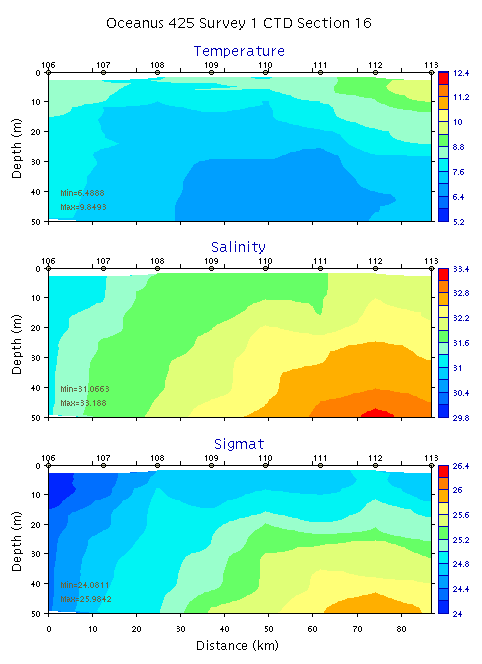 Oceanus 425 Survey 1 CTD Section 16
Temperature
106 107 108 109 110 111 112 113
Depth (m)
0
10
20
30
40
50
Min=6.4888
Max=9.8493
12.4
11.2
10
8.8
7.6
6.4
5.2
Salinity
106 107 108 109 110 111 112 113
Depth (m)
0
10
20
30
40
50
Min=31.0663
Max=33.188
33.4
32.8
32.2
31.6
31
30.4
29.8
Sigmat
106 107 108 109 110 111 112 113
Depth (m)
0
10
20
30
40
50
Min=24.0811
Max=25.9842
26.4
26
25.6
25.2
24.8
24.4
24
0 10 20 30 40 50 60 70 80
Distance (km)